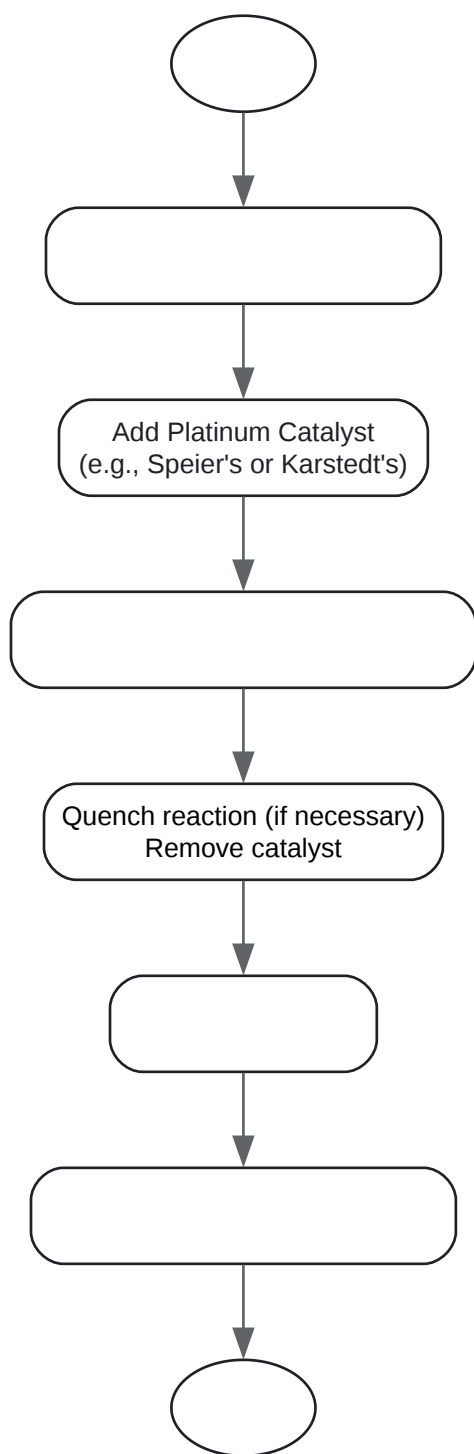 Add Platinum Catalyst
(e.g., Speier's or Karstedt's)
Quench reaction (if necessary)
Remove catalyst